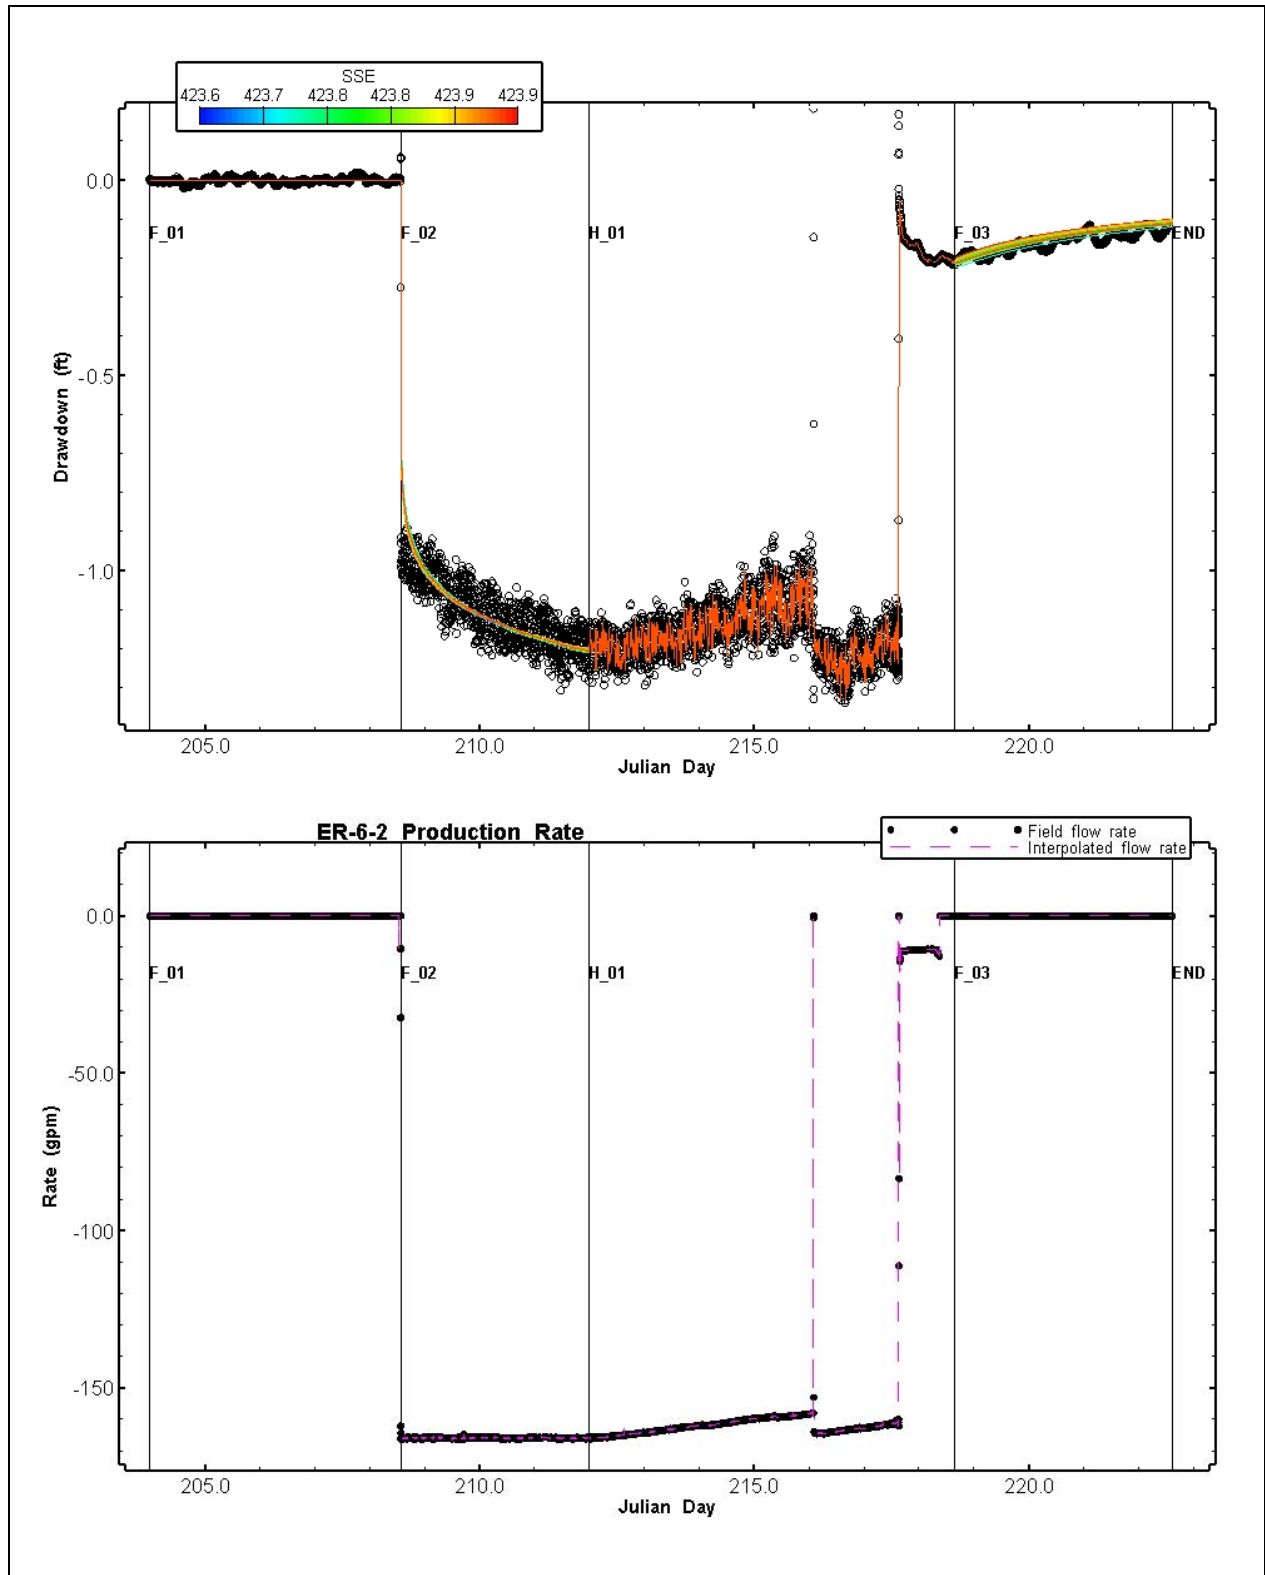 SSE
423.6 423.7 423.8 423.8 423.9 423.9
0.0
F_01 F_02 H_01 F_03 END
-0.5
Drawdown (ft)
-1.0
205.0 210.0 215.0 220.0
Julian Day
ER-6-2 Production Rate
Field flow rate
Interpolated flow rate
0.0
F_01 F_02 H_01 F_03 END
-50.0
Rate (gpm)
-100
-150
205.0 210.0 215.0 220.0
Julian Day